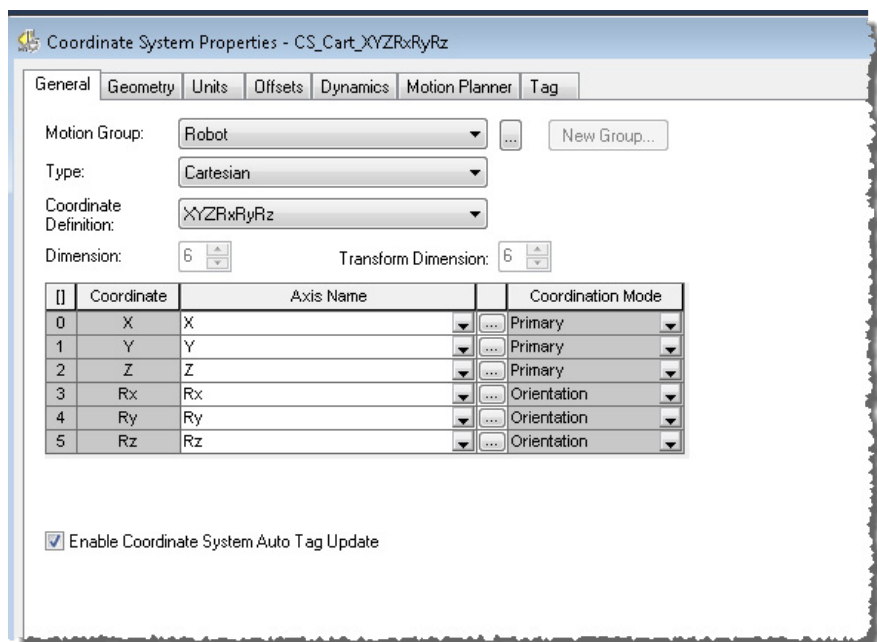 Coordinate System Properties - CS_Cart_XYZRxRyRz
General Geometry Units Offsets Dynamics Motion Planner Tag
Motion Group: Robot ... New Group...
Type: Cartesian
Coordinate Definition: XYZRxRyRz
Dimension: 6 Transform Dimension: 6
[] Coordinate Axis Name Coordination Mode
0 X X ... Primary
1 Y Y ... Primary
2 Z Z ... Primary
3 Rx Rx ... Orientation
4 Ry Ry ... Orientation
5 Rz Rz ... Orientation
Enable Coordinate System Auto Tag Update